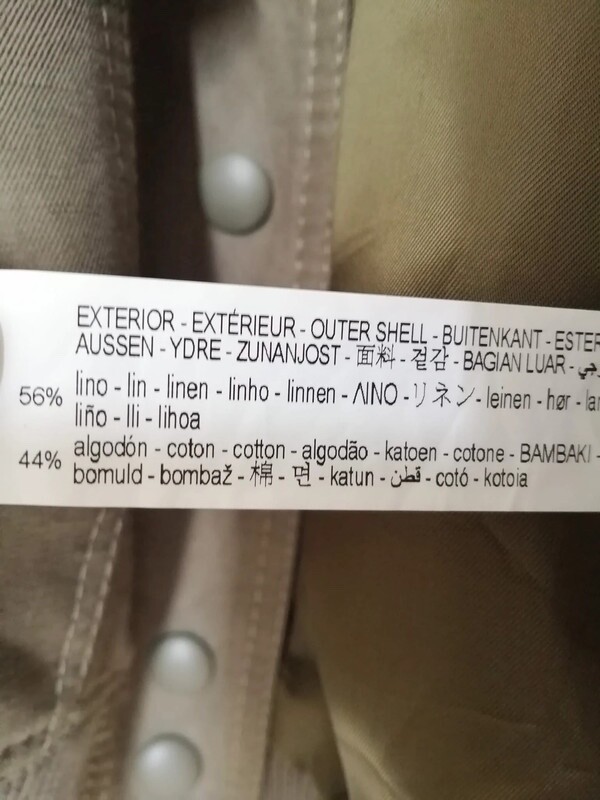 EXTERIOR - EXTÉRIEUR - OUTER SHELL - BUITENKANT - ESTER
AUSSEN - YDRE - ZUNANJOST - 面料 - 겉감 - BAGIAN LUAR -
56% lino - lin - linen - linho - linnen - ΛΙΝΟ - リネン - leinen - hør - lan
liño - lli - lihoa
44% algodón - coton - cotton - algodão - katoen - cotone - BAMBAKI -
bomuld - bombaž - 棉 - 면 - katun - قطن - cotó - kotoia